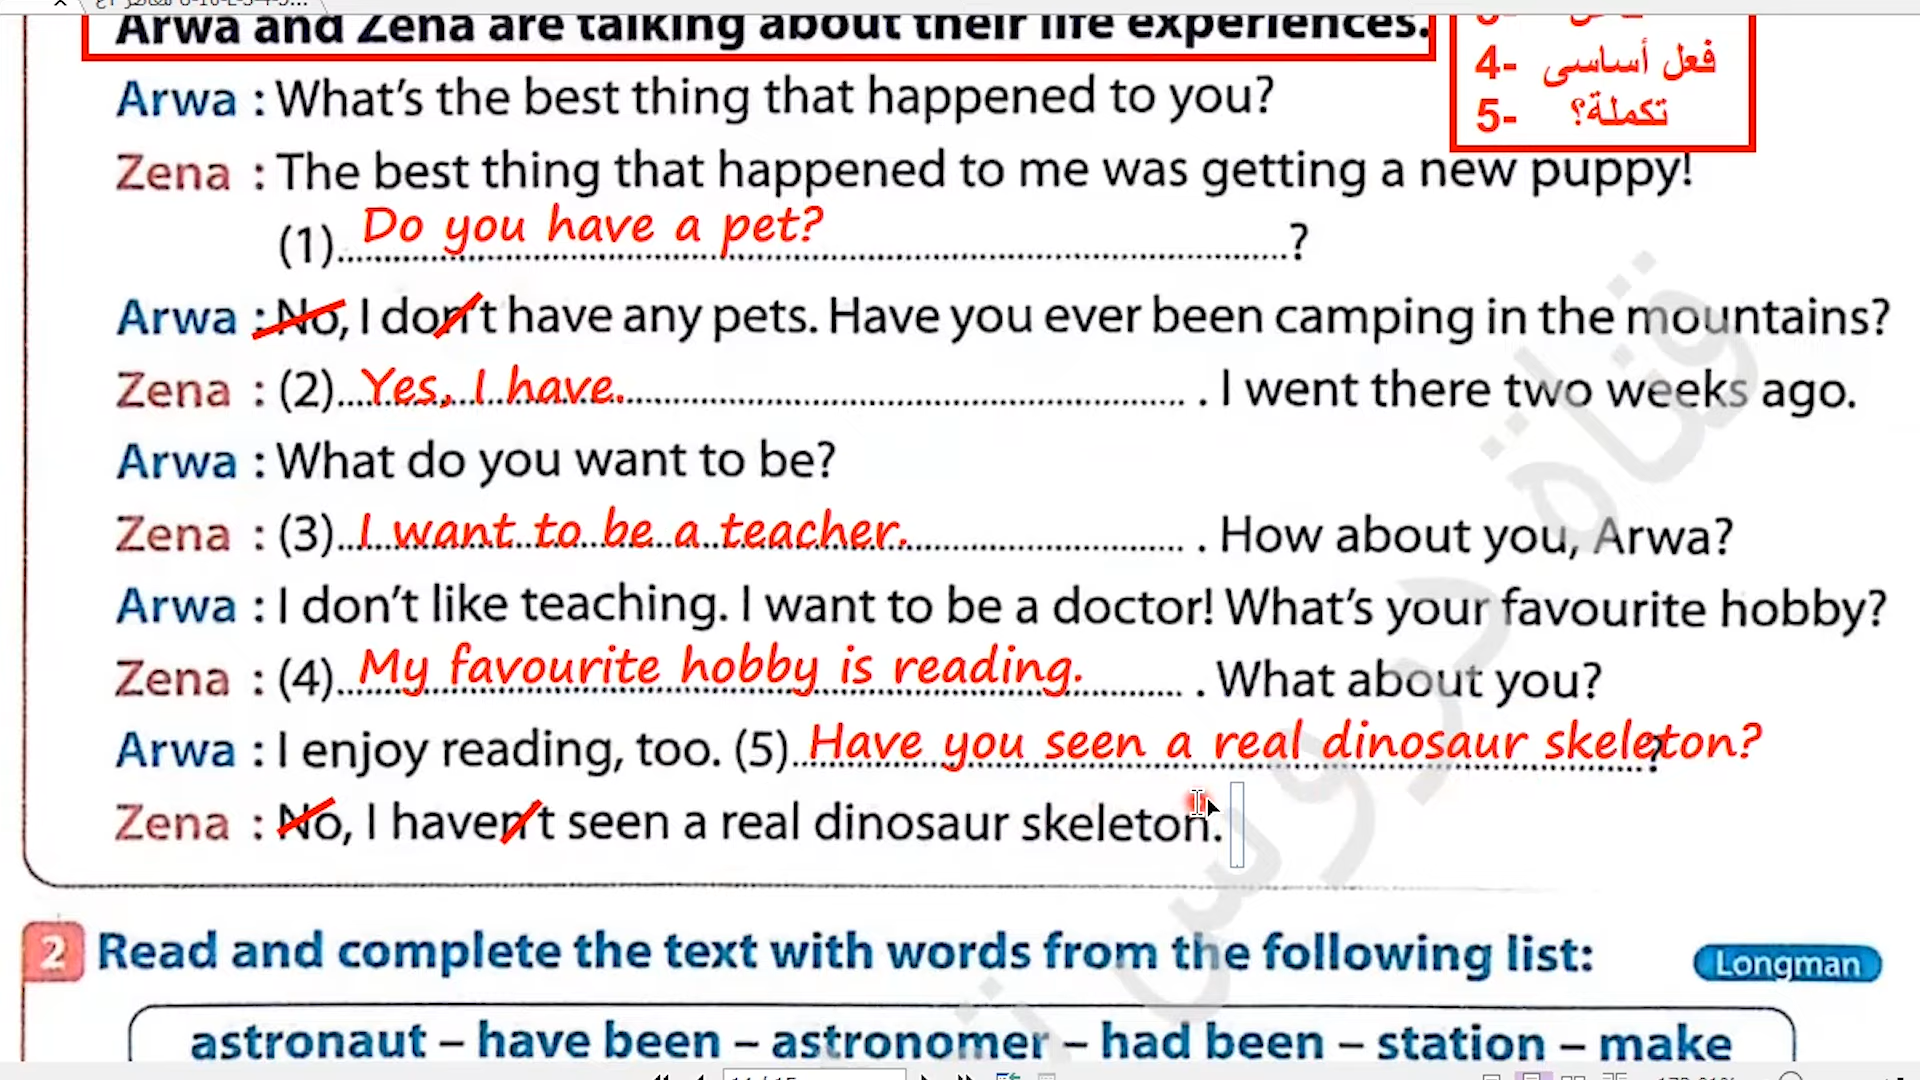 Arwa and Zena are talking about their life experiences.
4- فعل أساسى
5- تكملة؟
Arwa : What's the best thing that happened to you?
Zena : The best thing that happened to me was getting a new puppy!
(1) Do you have a pet? ?
Arwa : No, I don't have any pets. Have you ever been camping in the mountains?
Zena : (2) Yes, I have. . I went there two weeks ago.
Arwa : What do you want to be?
Zena : (3) I want to be a teacher. . How about you, Arwa?
Arwa : I don't like teaching. I want to be a doctor! What's your favourite hobby?
Zena : (4) My favourite hobby is reading. . What about you?
Arwa : I enjoy reading, too. (5) Have you seen a real dinosaur skeleton? ?
Zena : No, I haven't seen a real dinosaur skeleton.
قناة دروس
2 Read and complete the text with words from the following list:
Longman
astronaut – have been – astronomer – had been – station – make